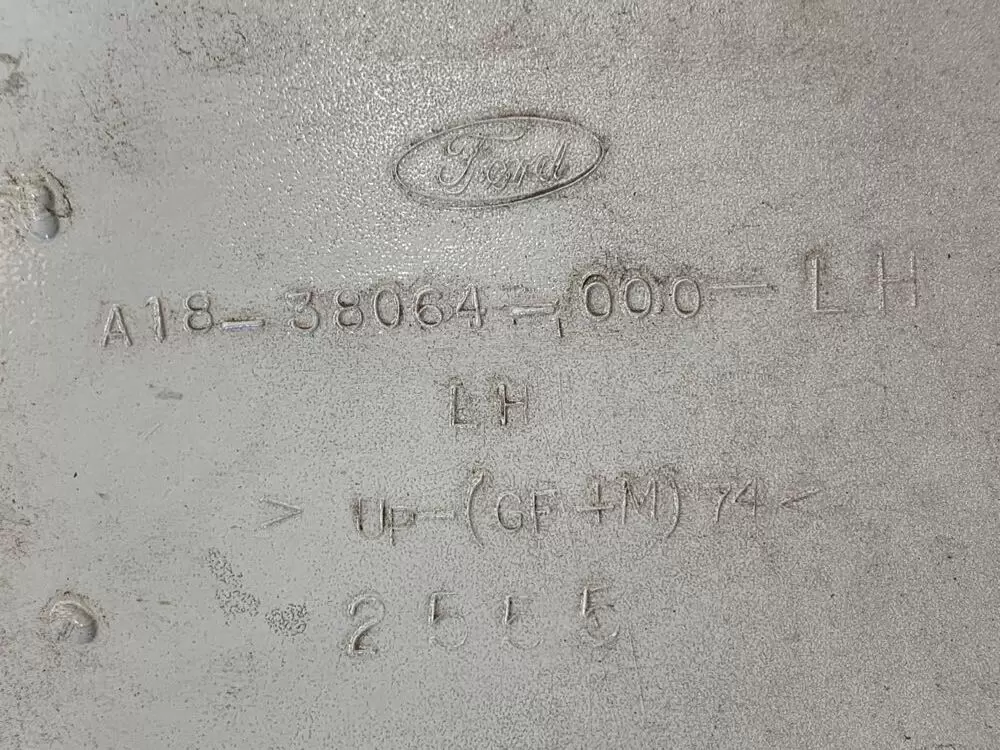 Ford
A18-38064-000-LH
LH
>UP-(GF+M)74<
2555